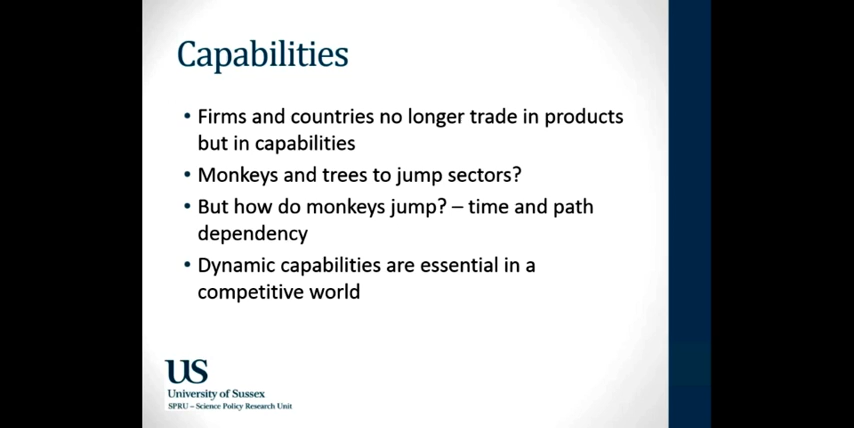 Capabilities
• Firms and countries no longer trade in products
but in capabilities
• Monkeys and trees to jump sectors?
• But how do monkeys jump? – time and path
dependency
• Dynamic capabilities are essential in a
competitive world
US
University of Sussex
SPRU – Science Policy Research Unit